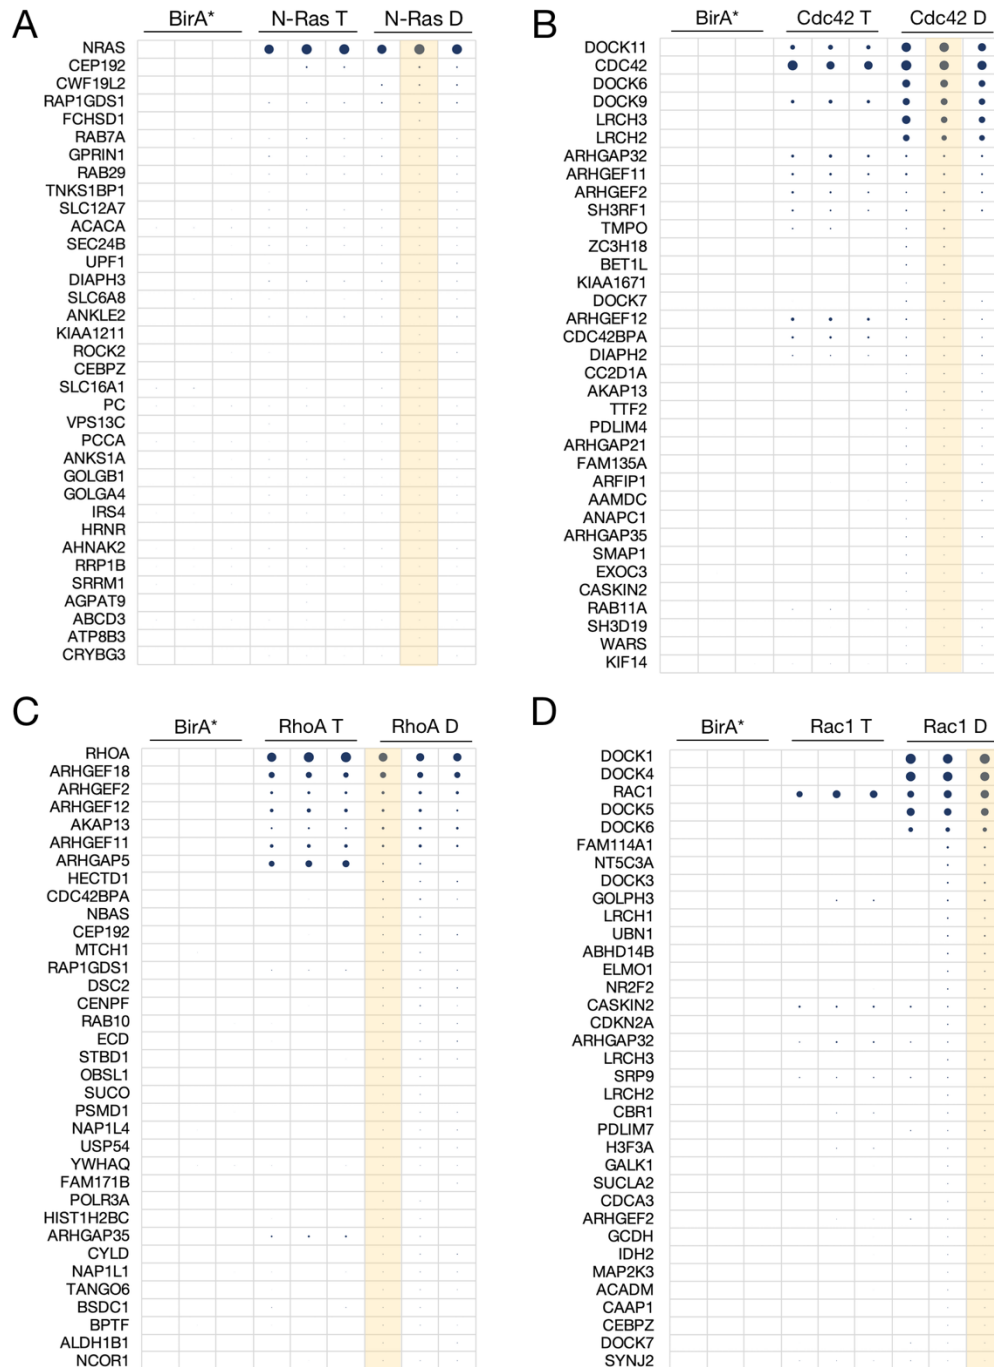 A
BirA*
N-Ras T
N-Ras D
NRAS
CEP192
CWF19L2
RAP1GDS1
FCHSD1
RAB7A
GPRIN1
RAB29
TNKS1BP1
SLC12A7
ACACA
SEC24B
UPF1
DIAPH3
SLC6A8
ANKLE2
KIAA1211
ROCK2
CEBPZ
SLC16A1
PC
VPS13C
PCCA
ANKS1A
GOLGB1
GOLGA4
IRS4
HRNR
AHNAK2
RRP1B
SRRM1
AGPAT9
ABCD3
ATP8B3
CRYBG3
B
BirA*
Cdc42 T
Cdc42 D
DOCK11
CDC42
DOCK6
DOCK9
LRCH3
LRCH2
ARHGAP32
ARHGEF11
ARHGEF2
SH3RF1
TMPO
ZC3H18
BET1L
KIAA1671
DOCK7
ARHGEF12
CDC42BPA
DIAPH2
CC2D1A
AKAP13
TTF2
PDLIM4
ARHGAP21
FAM135A
ARFIP1
AAMDC
ANAPC1
ARHGAP35
SMAP1
EXOC3
CASKIN2
RAB11A
SH3D19
WARS
KIF14
C
BirA*
RhoA T
RhoA D
RHOA
ARHGEF18
ARHGEF2
ARHGEF12
AKAP13
ARHGEF11
ARHGAP5
HECTD1
CDC42BPA
NBAS
CEP192
MTCH1
RAP1GDS1
DSC2
CENPF
RAB10
ECD
STBD1
OBSL1
SUCO
PSMD1
NAP1L4
USP54
YWHAQ
FAM171B
POLR3A
HIST1H2BC
ARHGAP35
CYLD
NAP1L1
TANGO6
BSDC1
BPTF
ALDH1B1
NCOR1
D
BirA*
Rac1 T
Rac1 D
DOCK1
DOCK4
RAC1
DOCK5
DOCK6
FAM114A1
NT5C3A
DOCK3
GOLPH3
LRCH1
UBN1
ABHD14B
ELMO1
NR2F2
CASKIN2
CDKN2A
ARHGAP32
LRCH3
SRP9
LRCH2
CBR1
PDLIM7
H3F3A
GALK1
SUCLA2
CDCA3
ARHGEF2
GCDH
IDH2
MAP2K3
ACADM
CAAP1
CEBPZ
DOCK7
SYNJ2